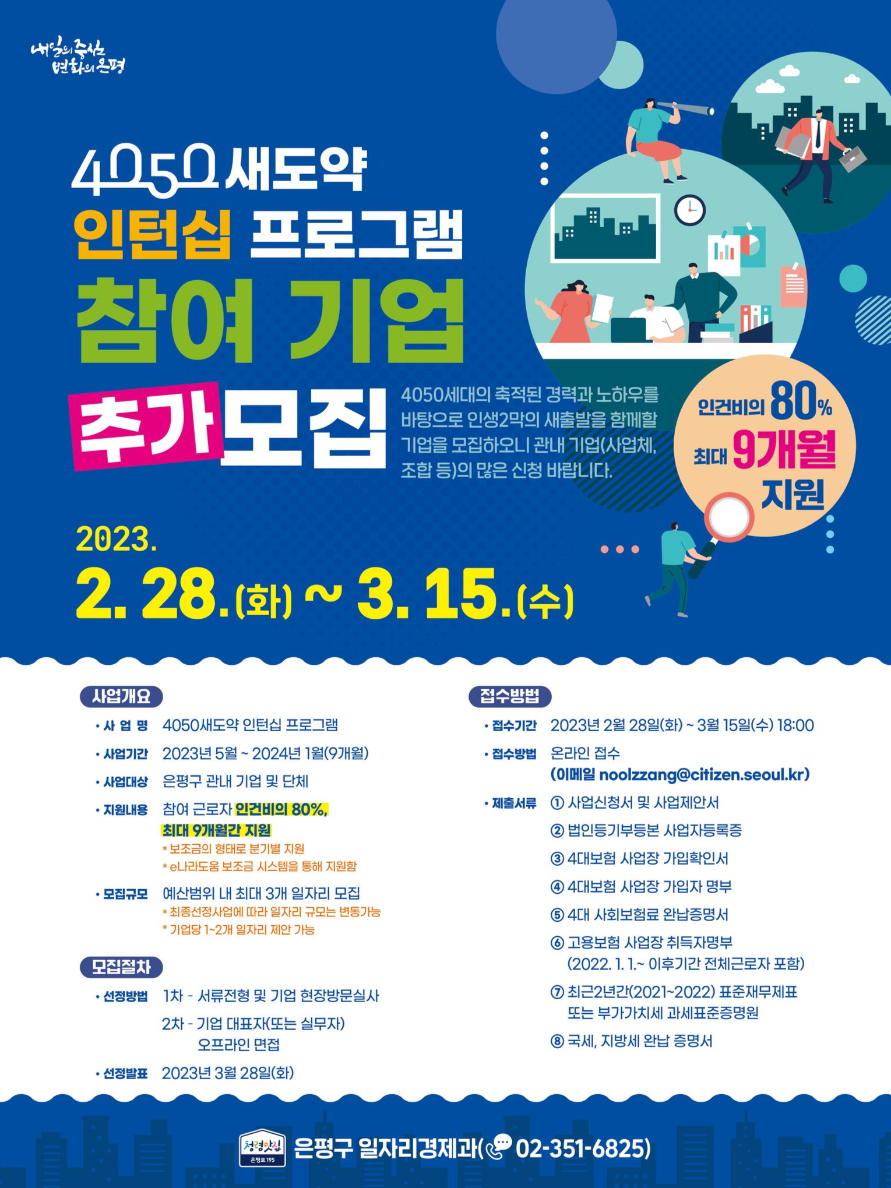 내일의 중심
변화의 은평
4050 새도약
인턴십 프로그램
참여 기업
추가모집
4050세대의 축적된 경력과 노하우를
바탕으로 인생2막의 새출발을 함께할
기업을 모집하오니 관내 기업(사업체,
조합 등)의 많은 신청 바랍니다.
인건비의 80%
최대 9개월
지원
2023.
2. 28.(화) ~ 3. 15.(수)
사업개요
• 사 업 명 4050새도약 인턴십 프로그램
• 사업기간 2023년 5월 ~ 2024년 1월(9개월)
• 사업대상 은평구 관내 기업 및 단체
• 지원내용 참여 근로자 인건비의 80%,
최대 9개월간 지원
* 보조금의 형태로 분기별 지원
* e나라도움 보조금 시스템을 통해 지원함
• 모집규모 예산범위 내 최대 3개 일자리 모집
* 최종선정사업에 따라 일자리 규모는 변동가능
* 기업당 1~2개 일자리 제안 가능
모집절차
• 선정방법 1차 - 서류전형 및 기업 현장방문실사
2차 - 기업 대표자(또는 실무자)
오프라인 면접
• 선정발표 2023년 3월 28일(화)
접수방법
• 접수기간 2023년 2월 28일(화) ~ 3월 15일(수) 18:00
• 접수방법 온라인 접수
(이메일 noolzzang@citizen.seoul.kr)
• 제출서류 ① 사업신청서 및 사업제안서
② 법인등기부등본 사업자등록증
③ 4대보험 사업장 가입확인서
④ 4대보험 사업장 가입자 명부
⑤ 4대 사회보험료 완납증명서
⑥ 고용보험 사업장 취득자명부
(2022. 1. 1.~ 이후기간 전체근로자 포함)
⑦ 최근2년간(2021~2022) 표준재무제표
또는 부가가치세 과세표준증명원
⑧ 국세, 지방세 완납 증명서
청렴맛집
은평로 195
은평구 일자리경제과( 02-351-6825)